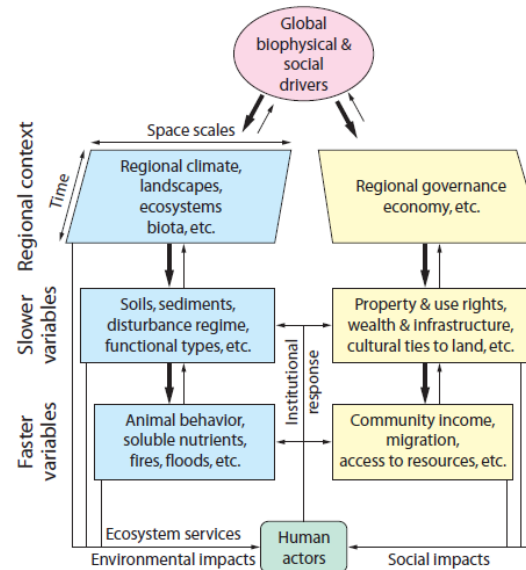 Global
biophysical &
social
drivers
Space scales
Time
Regional context
Regional climate,
landscapes,
ecosystems
biota, etc.
Regional governance
economy, etc.
Slower
variables
Soils, sediments,
disturbance regime,
functional types, etc.
Institutional
response
Property & use rights,
wealth & infrastructure,
cultural ties to land, etc.
Faster
variables
Animal behavior,
soluble nutrients,
fires, floods, etc.
Community income,
migration,
access to resources, etc.
Ecosystem services
Environmental impacts
Human
actors
Social impacts